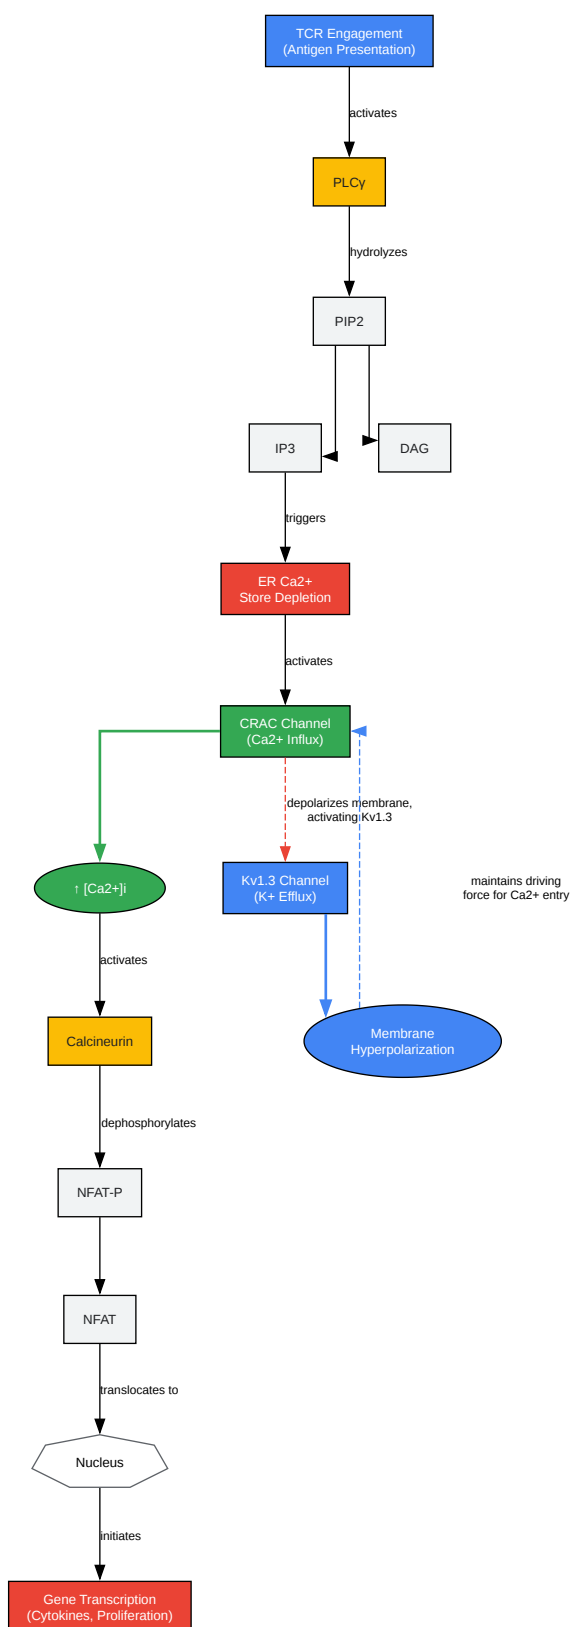 TCR Engagement
(Antigen Presentation)
activates
PLCγ
hydrolyzes
PIP2
IP3
DAG
triggers
ER Ca2+
Store Depletion
activates
CRAC Channel
(Ca2+ Influx)
depolarizes membrane,
activating Kv1.3
↑ [Ca2+]i
Kv1.3 Channel
(K+ Efflux)
maintains driving
force for Ca2+ entry
activates
Calcineurin
Membrane
Hyperpolarization
dephosphorylates
NFAT-P
NFAT
translocates to
Nucleus
initiates
Gene Transcription
(Cytokines, Proliferation)